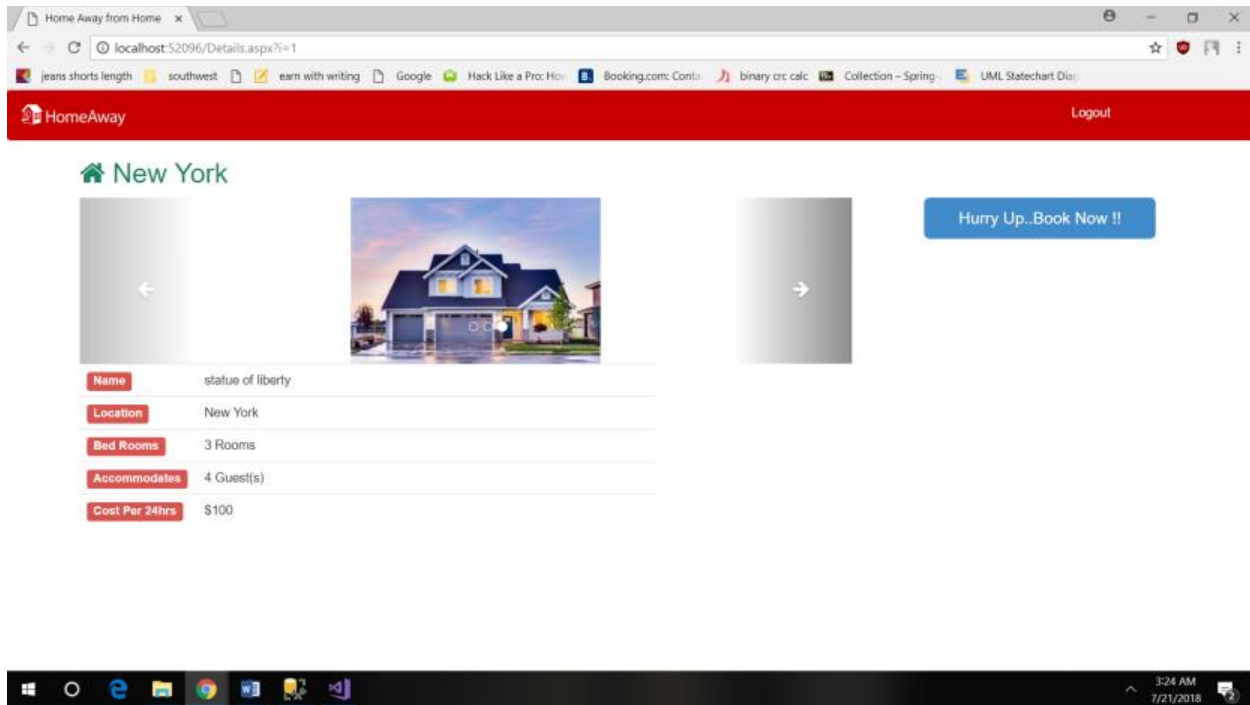 Home Away from Home
localhost:52096/Details.aspx?i=1
jeans shorts length southwest earn with writing Google Hack Like a Pro: Ho Booking.com: Conta binary crc calc Collection – Spring- UML Statechart Dia
HomeAway Logout
New York
Hurry Up..Book Now !!
Name statue of liberty
Location New York
Bed Rooms 3 Rooms
Accommodates 4 Guest(s)
Cost Per 24hrs $100
3:24 AM
7/21/2018